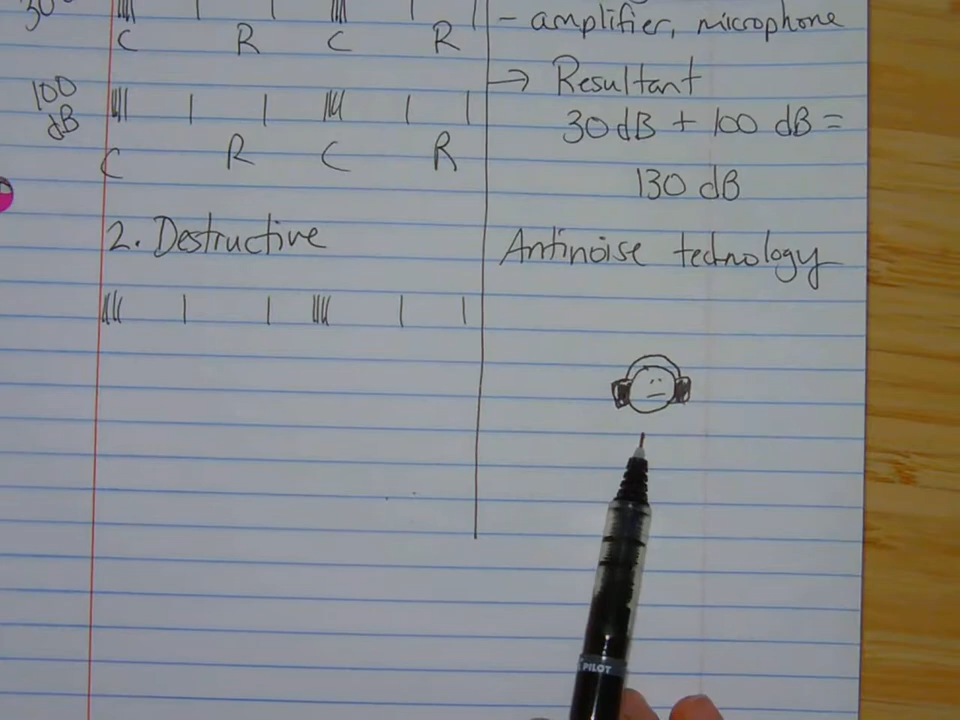 30
C R C R
- amplifier, microphone
100
dB
C R C R
→ Resultant
30 dB + 100 dB =
130 dB
2. Destructive
Antinoise technology
PILOT